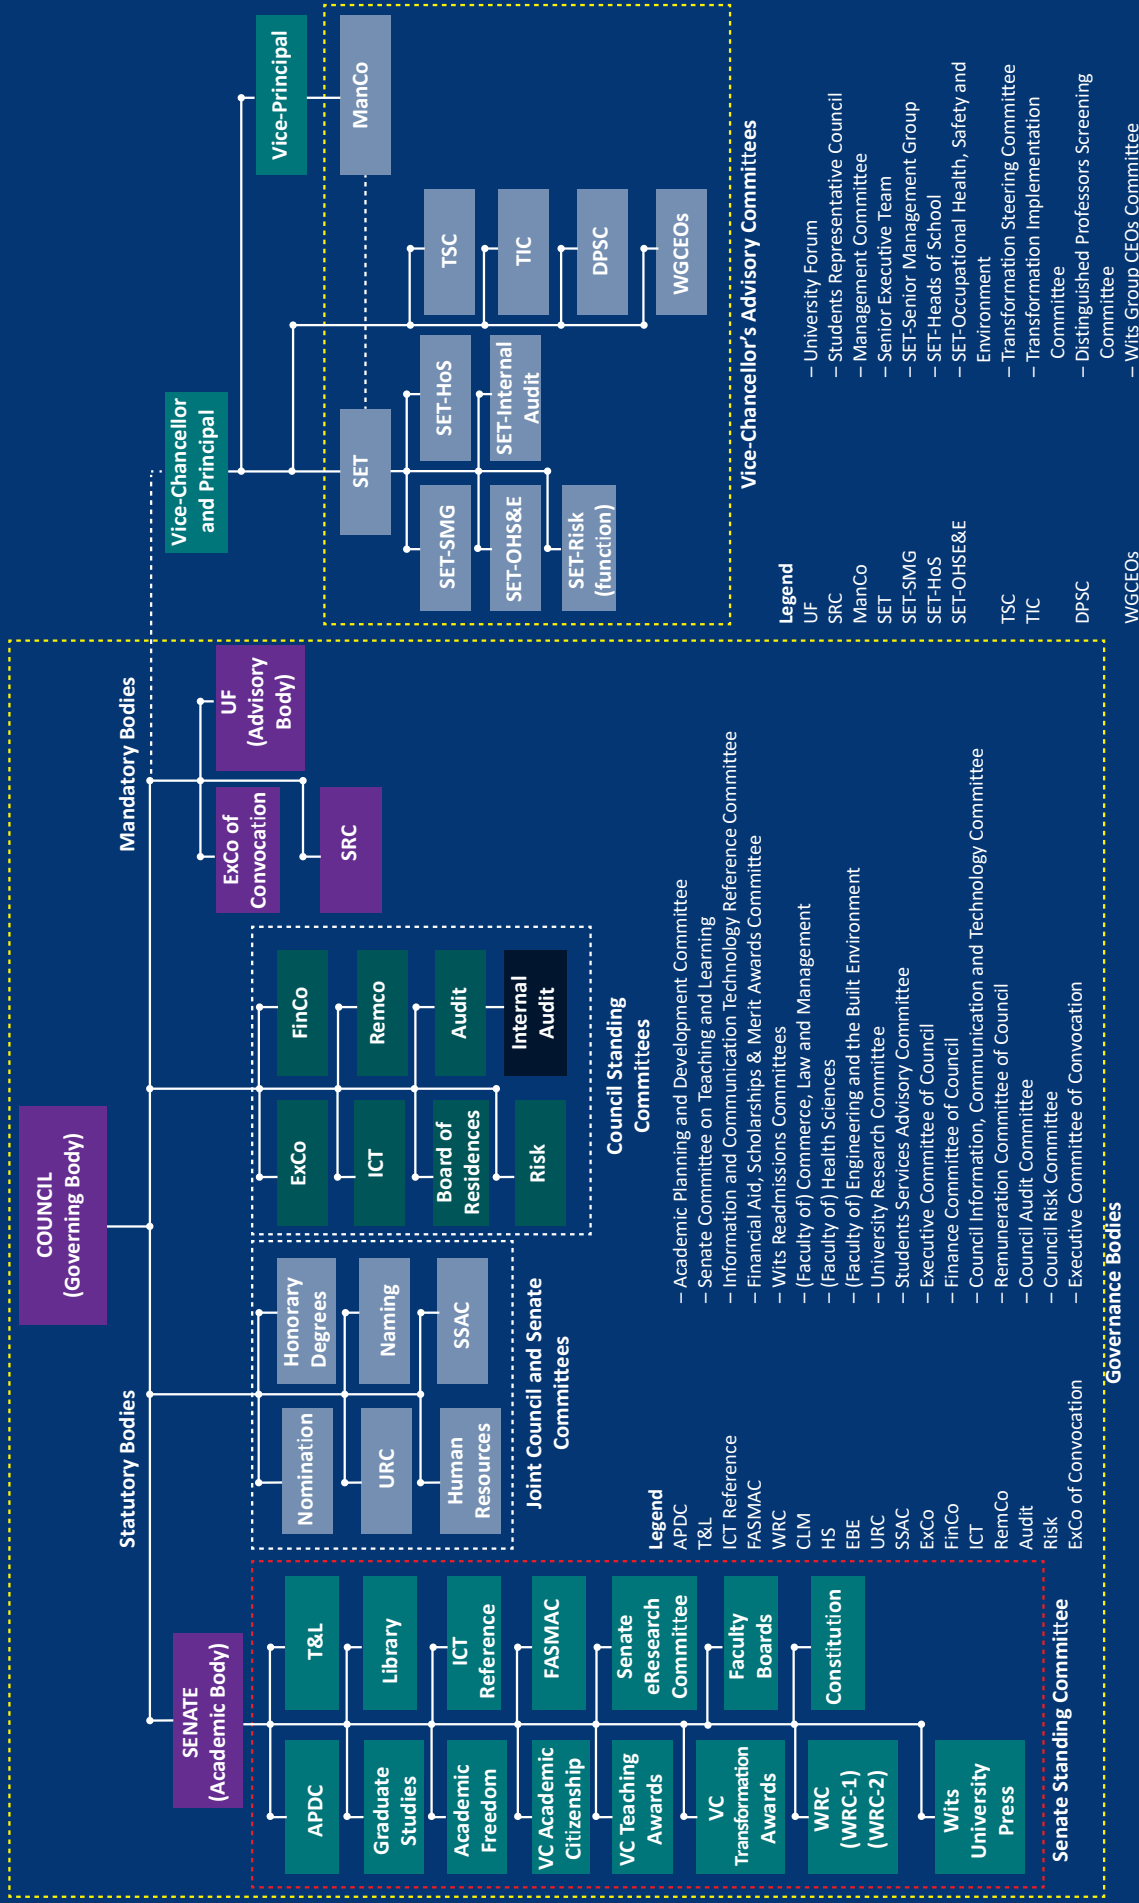 COUNCIL
(Governing Body)
Statutory Bodies
Mandatory Bodies
SENATE
(Academic Body)
APDC
T&L
Graduate
Studies
Library
Academic
Freedom
ICT
Reference
VC Academic
Citizenship
FASMAC
VC Teaching
Awards
Senate
eResearch
Committee
VC
Transformation
Awards
Faculty
Boards
WRC
(WRC-1)
(WRC-2)
Constitution
Wits
University
Press
Senate Standing Committee
Nomination
Honorary
Degrees
URC
Naming
Human
Resources
SSAC
Joint Council and Senate
Committees
ExCo
FinCo
ICT
Remco
Board of
Residences
Audit
Risk
Internal
Audit
Council Standing
Committees
ExCo of
Convocation
UF
(Advisory
Body)
SRC
Vice-Chancellor
and Principal
Vice-Principal
SET
ManCo
SET-SMG
SET-HoS
SET-OHS&E
SET-Internal
Audit
SET-Risk
(function)
TSC
TIC
DPSC
WGCEOs
Vice-Chancellor's Advisory Committees
Legend
APDC – Academic Planning and Development Committee
T&L – Senate Committee on Teaching and Learning
ICT Reference – Information and Communication Technology Reference Committee
FASMAC – Financial Aid, Scholarships & Merit Awards Committee
WRC – Wits Readmissions Committees
CLM – (Faculty of) Commerce, Law and Management
HS – (Faculty of) Health Sciences
EBE – (Faculty of) Engineering and the Built Environment
URC – University Research Committee
SSAC – Students Services Advisory Committee
ExCo – Executive Committee of Council
FinCo – Finance Committee of Council
ICT – Council Information, Communication and Technology Committee
RemCo – Remuneration Committee of Council
Audit – Council Audit Committee
Risk – Council Risk Committee
ExCo of Convocation – Executive Committee of Convocation
Governance Bodies
Legend
UF – University Forum
SRC – Students Representative Council
ManCo – Management Committee
SET – Senior Executive Team
SET-SMG – SET-Senior Management Group
SET-HoS – SET-Heads of School
SET-OHSE&E – SET-Occupational Health, Safety and
Environment
TSC – Transformation Steering Committee
TIC – Transformation Implementation
Committee
DPSC – Distinguished Professors Screening
Committee
WGCEOs – Wits Group CEOs Committee